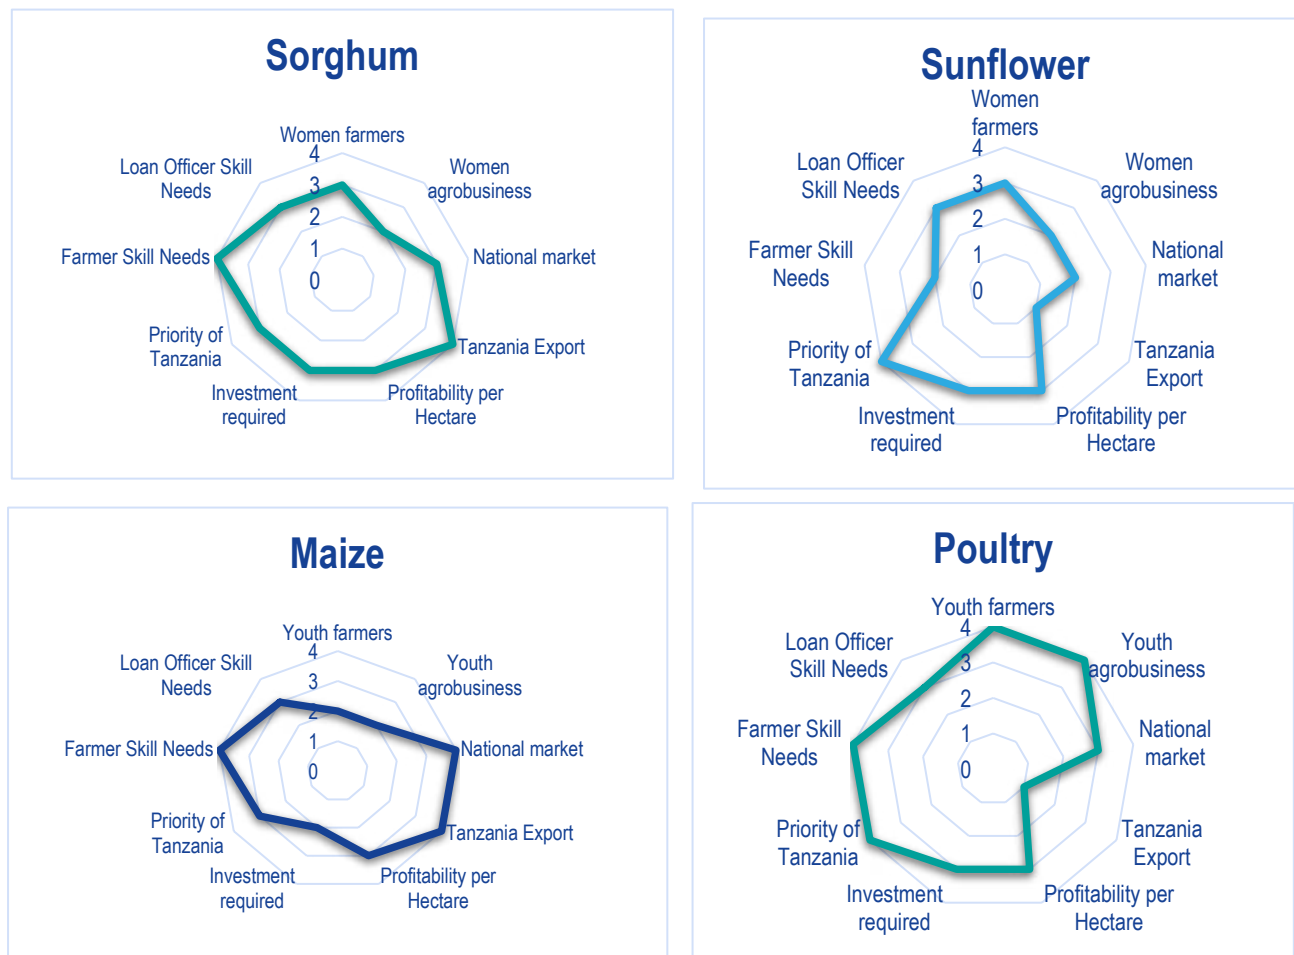 Sorghum
Women farmers
4
3
2
1
0
Women
agrobusiness
National market
Tanzania Export
Profitability per
Hectare
Investment
required
Priority of
Tanzania
Farmer Skill Needs
Loan Officer Skill
Needs
Sunflower
Women
farmers
4
3
2
1
0
Women
agrobusiness
National
market
Tanzania
Export
Profitability per
Hectare
Investment
required
Priority of
Tanzania
Farmer Skill
Needs
Loan Officer
Skill Needs
Maize
Youth farmers
4
3
2
1
0
Youth
agrobusiness
National market
Tanzania Export
Profitability per
Hectare
Investment
required
Priority of
Tanzania
Farmer Skill Needs
Loan Officer Skill
Needs
Poultry
Youth farmers
4
3
2
1
0
Youth
agrobusiness
National
market
Tanzania
Export
Profitability per
Hectare
Investment
required
Priority of
Tanzania
Farmer Skill
Needs
Loan Officer
Skill Needs